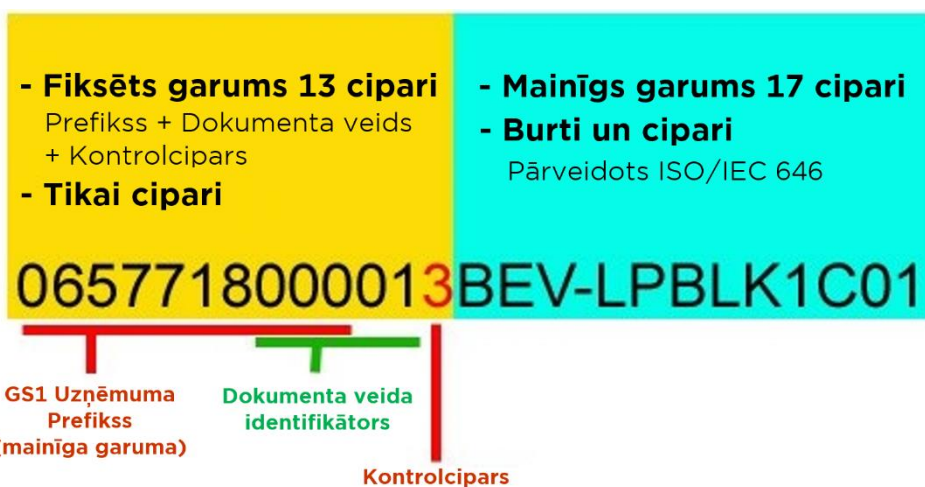 - Fiksēts garums 13 cipari
Prefikss + Dokumenta veids
+ Kontrolcipars
- Tikai cipari
- Mainīgs garums 17 cipari
- Burti un cipari
Pārveidots ISO/IEC 646
0657718000013BEV-LPBLK1C01
GS1 Uzņēmuma
Prefikss
(mainīga garuma)
Dokumenta veida
identifikātors
Kontrolcipars